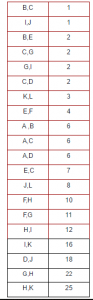 B,C 1
I,J 1
B,E 2
C,G 2
G,I 2
C,D 2
K,L 3
E,F 4
A ,B 6
A,C 6
A,D 6
E,C 7
J,L 8
F,H 10
F,G 11
H,I 12
I,K 16
D,J 18
G,H 22
H,K 25